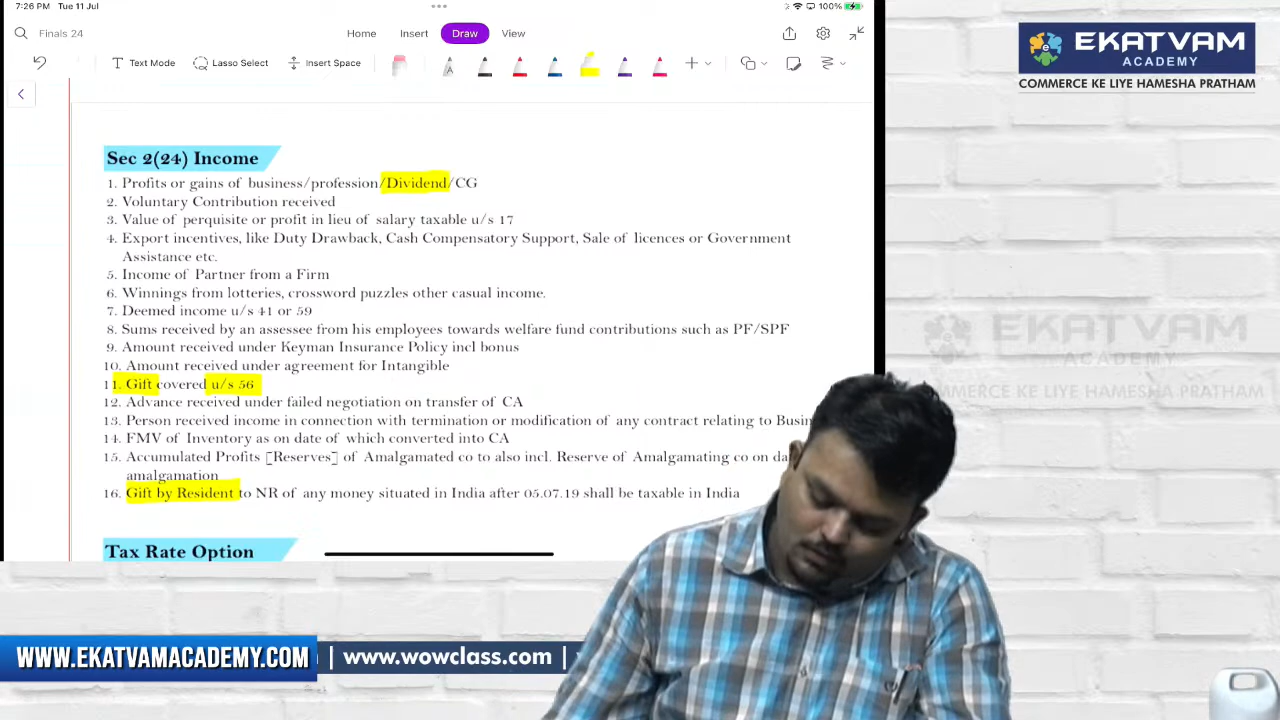 7:26 PM Tue 11 Jul
100%
Finals 24
Home Insert Draw View
Text Mode Lasso Select Insert Space
EKATVAM
ACADEMY
COMMERCE KE LIYE HAMESHA PRATHAM
Sec 2(24) Income
1. Profits or gains of business/profession/Dividend/CG
2. Voluntary Contribution received
3. Value of perquisite or profit in lieu of salary taxable u/s 17
4. Export incentives, like Duty Drawback, Cash Compensatory Support, Sale of licences or Government
Assistance etc.
5. Income of Partner from a Firm
6. Winnings from lotteries, crossword puzzles other casual income.
7. Deemed income u/s 41 or 59
8. Sums received by an assessee from his employees towards welfare fund contributions such as PF/SPF
9. Amount received under Keyman Insurance Policy incl bonus
10. Amount received under agreement for Intangible
11. Gift covered u/s 56
12. Advance received under failed negotiation on transfer of CA
13. Person received income in connection with termination or modification of any contract relating to
14. FMV of Inventory as on date of which converted into CA
15. Accumulated Profits [Reserves] of Amalgamated co to also incl. Reserve of Amalgamating co on
amalgamation
16. Gift by Resident to NR of any money situated in India after 05.07.19 shall be taxable in India
Tax Rate Option
EKATVAM
ACADEMY
COMMERCE KE LIYE HAMESHA PRATHAM
WWW.EKATVAMACADEMY.COM
www.wowclass.com